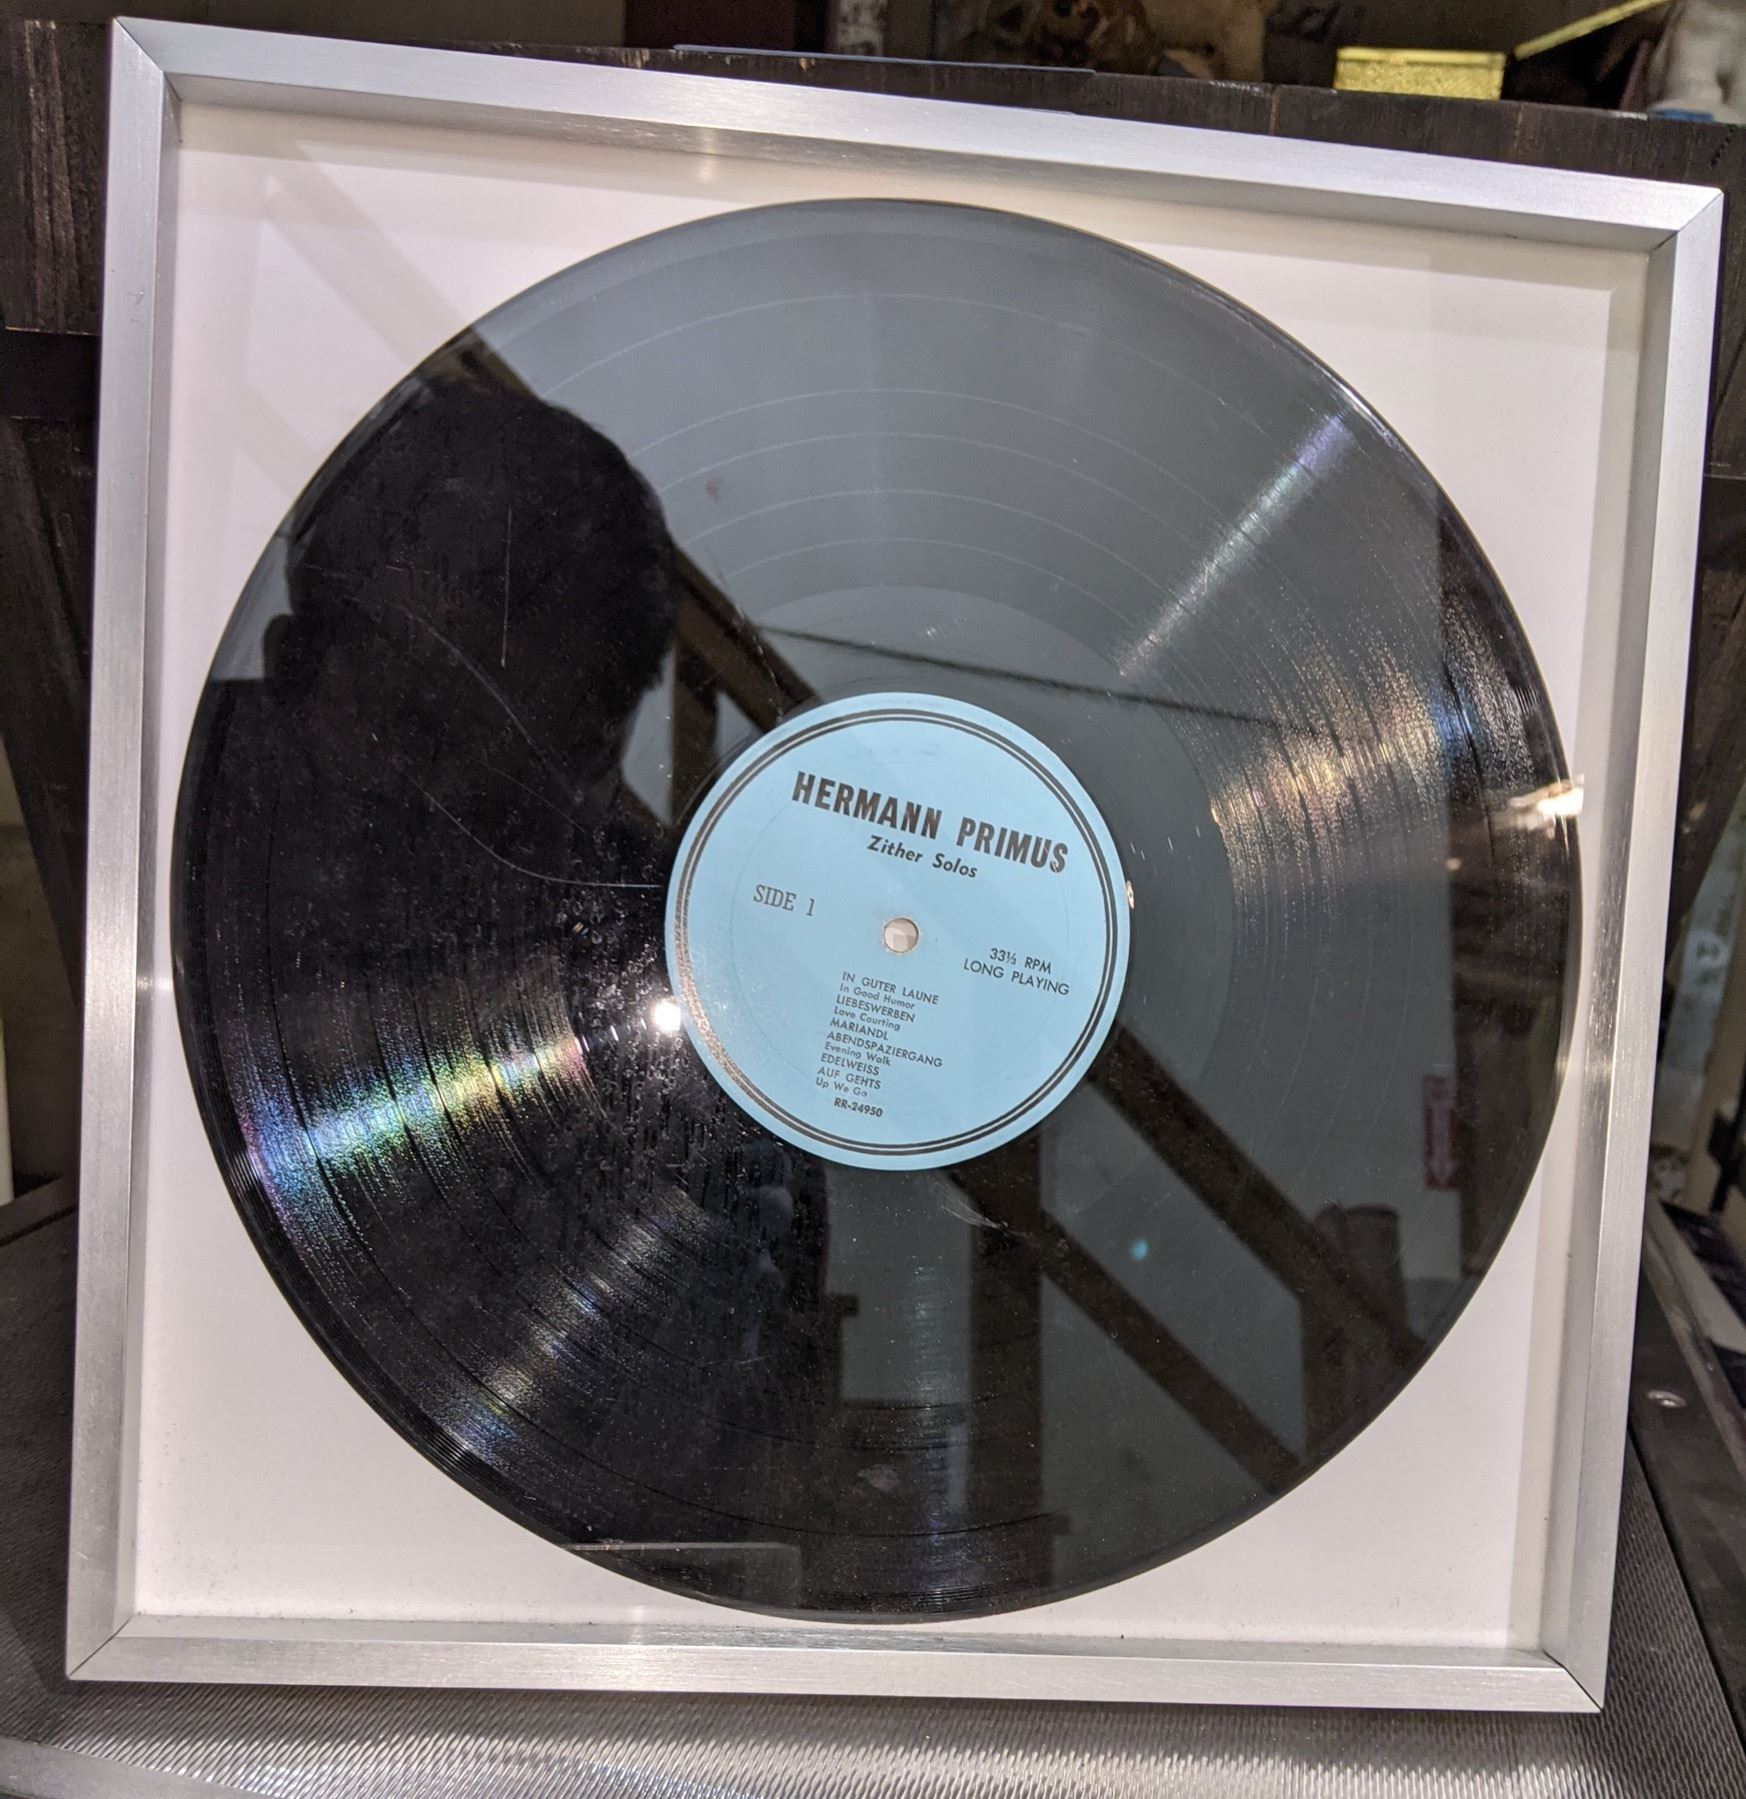 HERMANN PRIMUS
Zither Solos
SIDE 1
33⅓ RPM
LONG PLAYING
IN GUTER LAUNE
In Good Humor
LIEBESWERBEN
Love Courting
MARIANDL
ABENDSPAZIERGANG
Evening Walk
EDELWEISS
AUF GEHTS
Up We Go
RR-24950